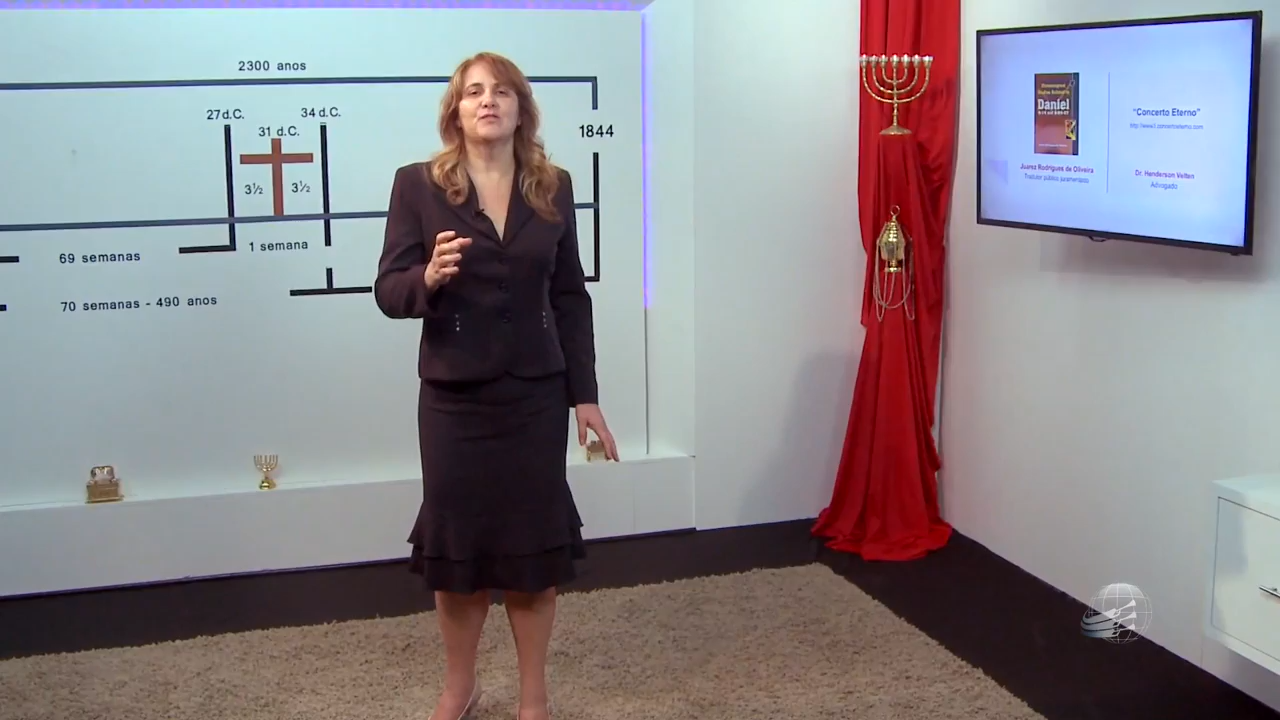 2300 anos
27d.C.
34 d.C.
31 d.C.
1844
3½
3½
69 semanas
1 semana
70 semanas - 490 anos
Daniel
"Concerto Eterno"
Juarez Rodrigues de Oliveira
Tradutor público juramentado
Dr. Henderson Velten
Advogado